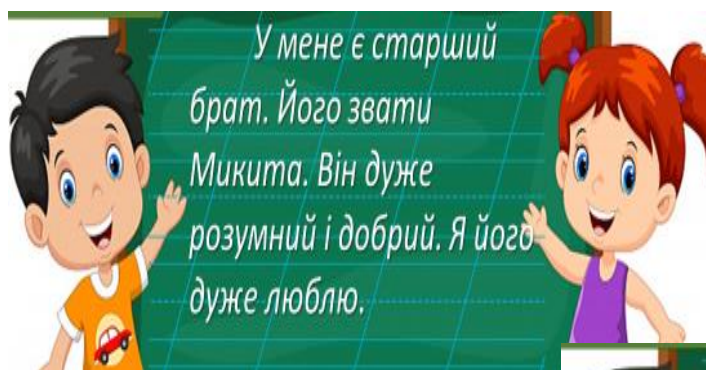 У мене є старший
брат. Його звати
Микита. Він дуже
розумний і добрий. Я його
дуже люблю.